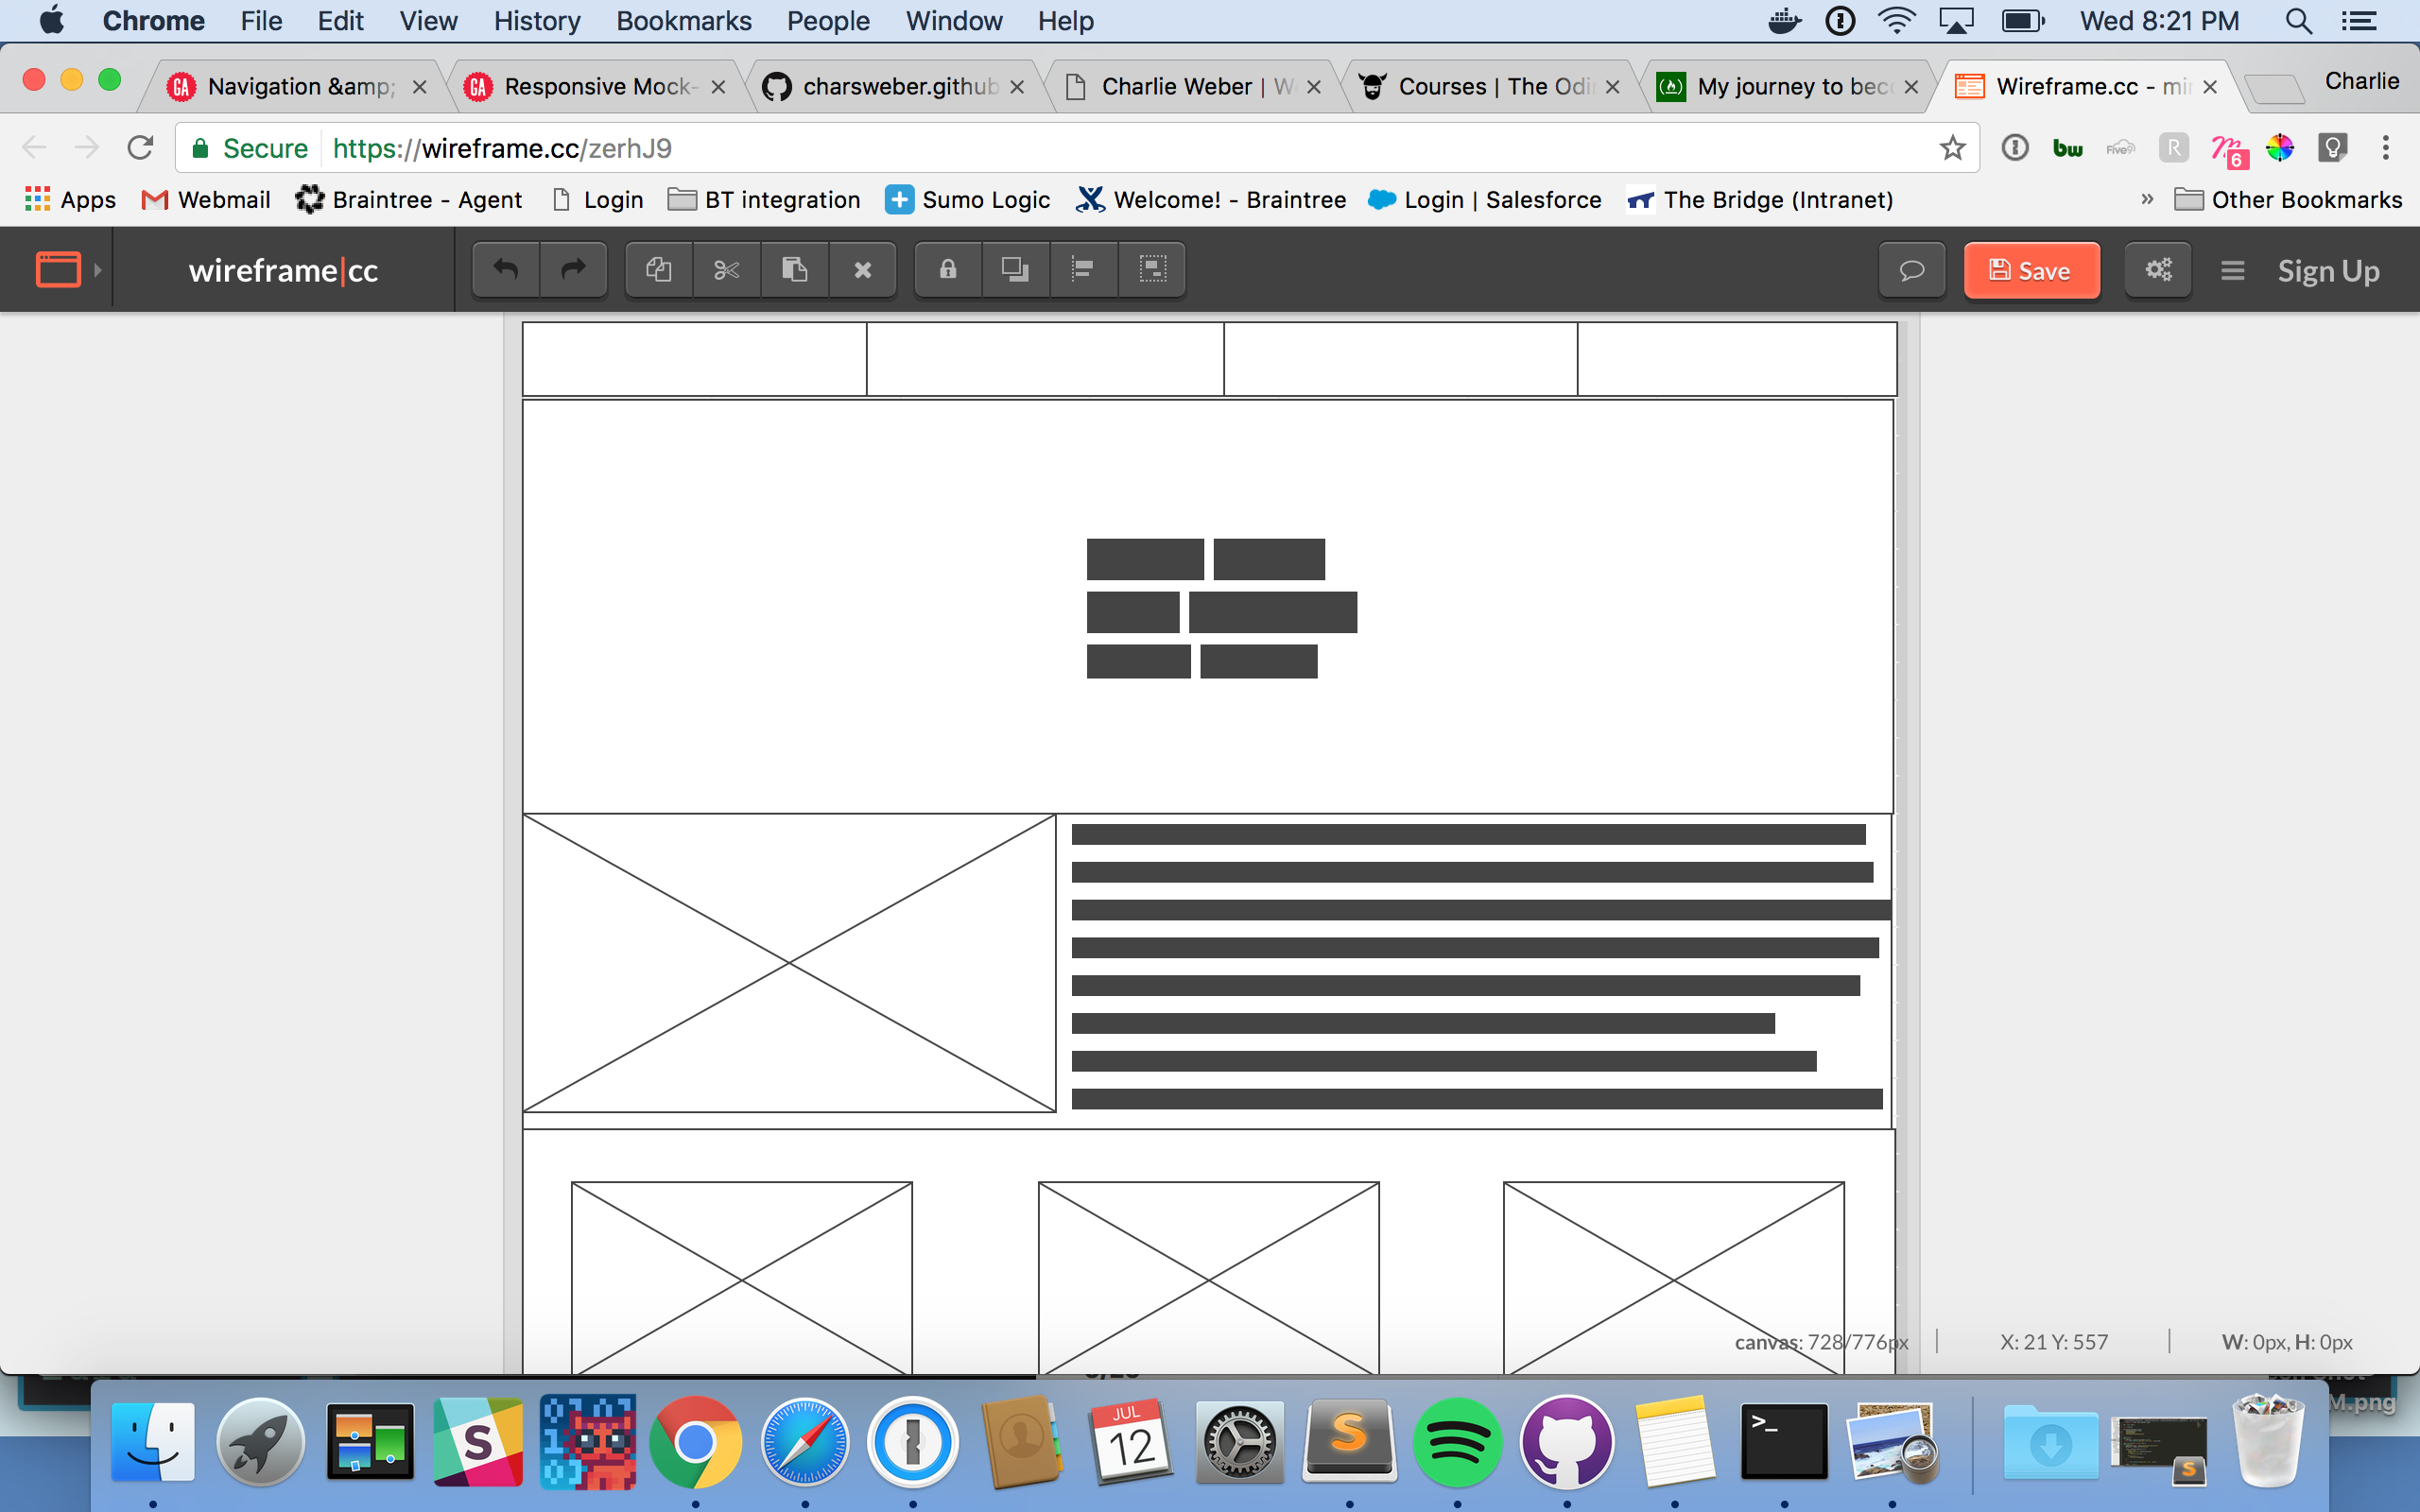 Chrome File Edit View History Bookmarks People Window Help Wed 8:21 PM
Navigation &amp; Responsive Mock- charsweber.github Charlie Weber | W Courses | The Odi My journey to bec Wireframe.cc - mi Charlie
Secure https://wireframe.cc/zerhJ9 bw Five9 R 6
Apps Webmail Braintree - Agent Login BT integration Sumo Logic Welcome! - Braintree Login | Salesforce The Bridge (Intranet) » Other Bookmarks
wireframe|cc Save Sign Up
canvas: 728/776px X: 21 Y: 557 W: 0px, H: 0px
M.png
JUL
12